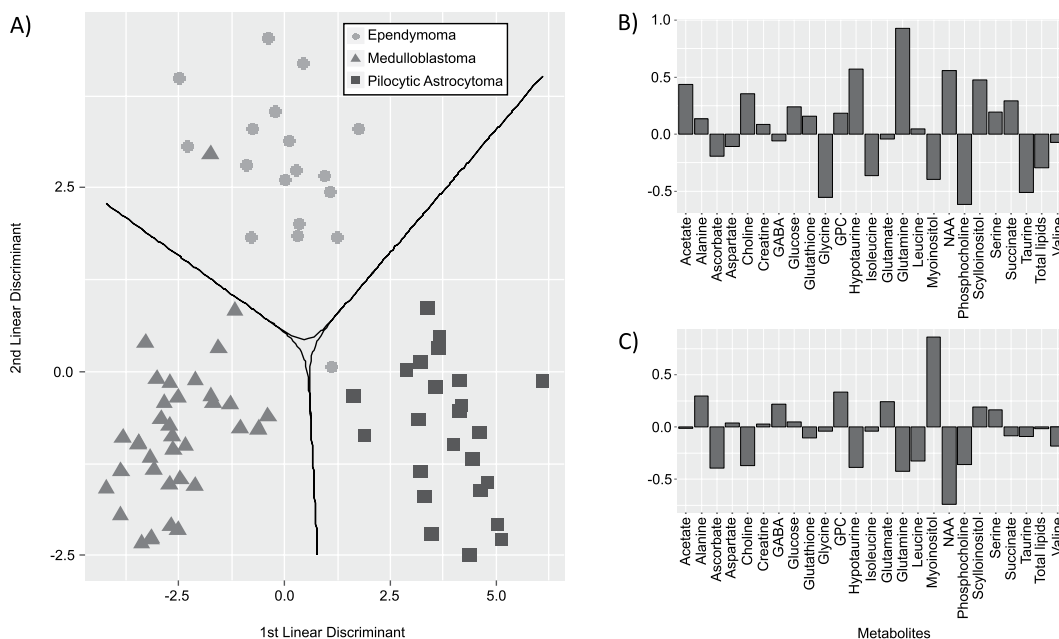 A)
Ependymoma
Medulloblastoma
Pilocytic Astrocytoma
2nd Linear Discriminant
2.5
0.0
-2.5
-2.5 0.0 2.5 5.0
1st Linear Discriminant
B)
1.0
0.5
0.0
-0.5
Acetate
Alanine
Ascorbate
Aspartate
Choline
Creatine
GABA
Glucose
Glutathione
Glycine
GPC
Hypotaurine
Isoleucine
Glutamate
Glutamine
Leucine
Myoinositol
NAA
Phosphocholine
Scylloinositol
Serine
Succinate
Taurine
Total lipids
Valine
C)
0.5
0.0
-0.5
Acetate
Alanine
Ascorbate
Aspartate
Choline
Creatine
GABA
Glucose
Glutathione
Glycine
GPC
Hypotaurine
Isoleucine
Glutamate
Glutamine
Leucine
Myoinositol
NAA
Phosphocholine
Scylloinositol
Serine
Succinate
Taurine
Total lipids
Valine
Metabolites